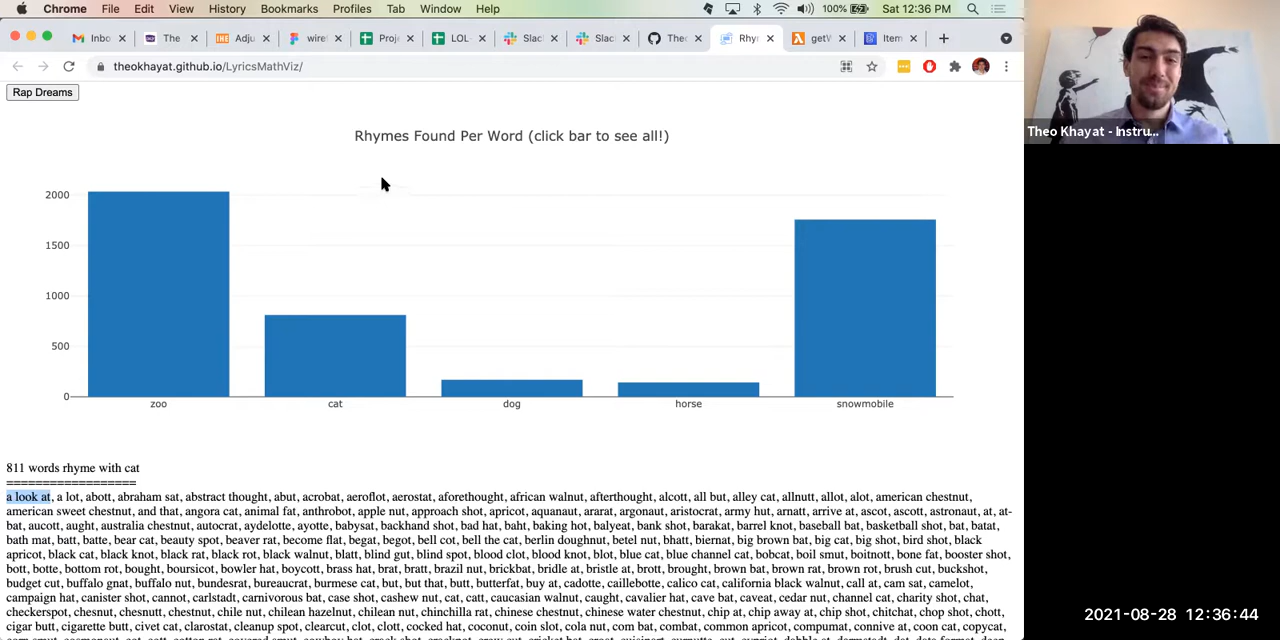 Chrome File Edit View History Bookmarks Profiles Tab Window Help 100% Sat 12:36 PM
Inbo The Adju wire Proje LOL Slac Slac Theo Rhyr getW Item
theokhayat.github.io/LyricsMathViz/
Rap Dreams
Theo Khayat - Instru...
Rhymes Found Per Word (click bar to see all!)
2000
1500
1000
500
0
zoo cat dog horse snowmobile
811 words rhyme with cat
==================
a look at, a lot, abott, abraham sat, abstract thought, abut, acrobat, aeroflot, aerostat, aforethought, african walnut, afterthought, alcott, all but, alley cat, allnutt, allot, alot, american chestnut,
american sweet chestnut, and that, angora cat, animal fat, anthrobot, apple nut, approach shot, apricot, aquanaut, ararat, argonaut, aristocrat, army hut, arnatt, arrive at, ascot, ascott, astronaut, at, at-
bat, aucott, aught, australia chestnut, autocrat, aydelotte, ayotte, babysat, backhand shot, bad hat, baht, baking hot, balyeat, bank shot, barakat, barrel knot, baseball bat, basketball shot, bat, batat,
bath mat, batt, batte, bear cat, beauty spot, beaver rat, become flat, begat, begot, bell cot, bell the cat, berlin doughnut, betel nut, bhatt, biernat, big brown bat, big cat, big shot, bird shot, black
apricot, black cat, black knot, black rat, black rot, black walnut, blatt, blind gut, blind spot, blood clot, blood knot, blot, blue cat, blue channel cat, bobcat, boil smut, boitnott, bone fat, booster shot,
bott, botte, bottom rot, bought, boursicot, bowler hat, boycott, brass hat, brat, bratt, brazil nut, brickbat, bridle at, bristle at, brott, brought, brown bat, brown rat, brown rot, brush cut, buckshot,
budget cut, buffalo gnat, buffalo nut, bundesrat, bureaucrat, burmese cat, but, but that, butt, butterfat, buy at, cadotte, caillebotte, calico cat, california black walnut, call at, cam sat, camelot,
campaign hat, canister shot, cannot, carlstadt, carnivorous bat, case shot, cashew nut, cat, catt, caucasian walnut, caught, cavalier hat, cave bat, caveat, cedar nut, channel cat, charity shot, chat,
checkerspot, chesnut, chesnutt, chestnut, chile nut, chilean hazelnut, chilean nut, chinchilla rat, chinese chestnut, chinese water chestnut, chip at, chip away at, chip shot, chitchat, chop shot, chott,
cigar butt, cigarette butt, civet cat, clarostat, cleanup spot, clearcut, clot, clott, cocked hat, coconut, coin slot, cola nut, com bat, combat, common apricot, compumat, compunat, connive at, coon cat, copycat,
2021-08-28 12:36:44